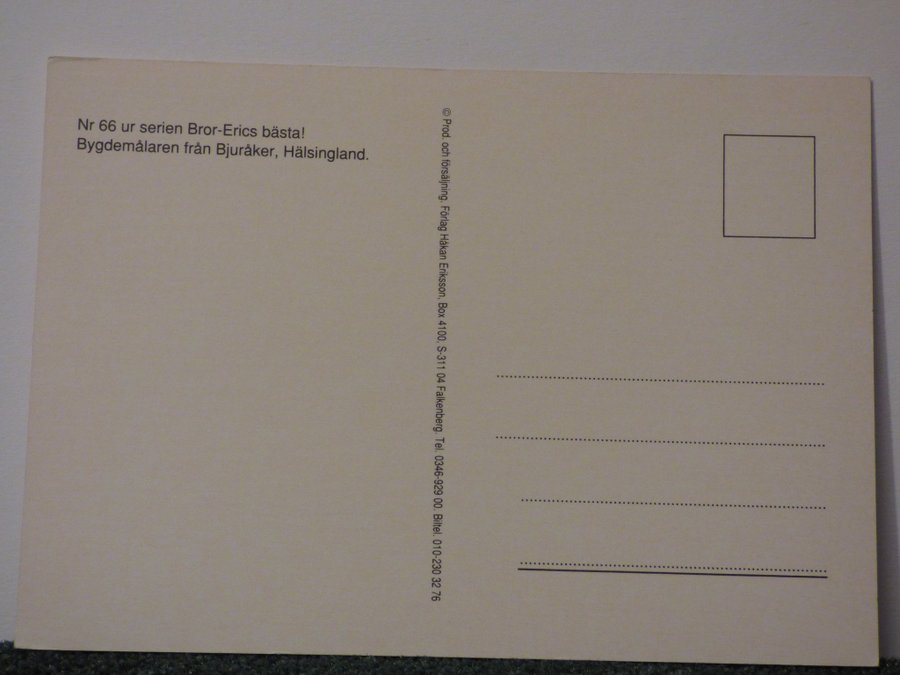 Nr 66 ur serien Bror-Erics bästa!
Bygdemålaren från Bjuråker, Hälsingland.
© Prod. och försäljning. Förlag Håkan Eriksson, Box 4100, S-311 04 Falkenberg. Tel. 0346-929 00. Biltel. 010-230 32 76